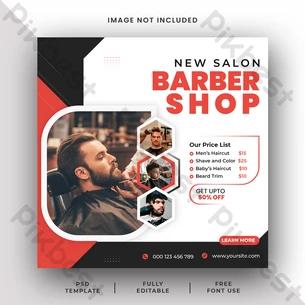 IMAGE NOT INCLUDED
NEW SALON
BARBER
SHOP
Our Price List
Men's Haircut $15
Shave and Color $25
Baby's Haircut $10
Beard Trim $10
GET UPTO
50% OFF
LEARN MORE
000 123 456 789
www.yoursite.com
PSD
TEMPLATE
FULLY
EDITABLE
FREE
FONT USE
Pikbest